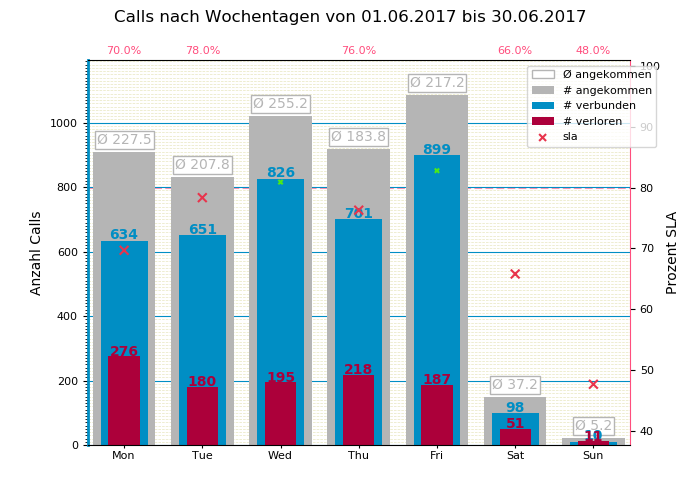 Calls nach Wochentagen von 01.06.2017 bis 30.06.2017
70.0% 78.0% 76.0% 66.0% 48.0%
Ø angekommen
# angekommen
# verbunden
# verloren
sla
Anzahl Calls
1000
800
600
400
200
0
Prozent SLA
100
90
80
70
60
50
40
Ø 227.5
634
276
Ø 207.8
651
180
Ø 255.2
826
195
Ø 183.8
701
218
Ø 217.2
899
187
Ø 37.2
98
51
Ø 5.2
11
Mon Tue Wed Thu Fri Sat Sun